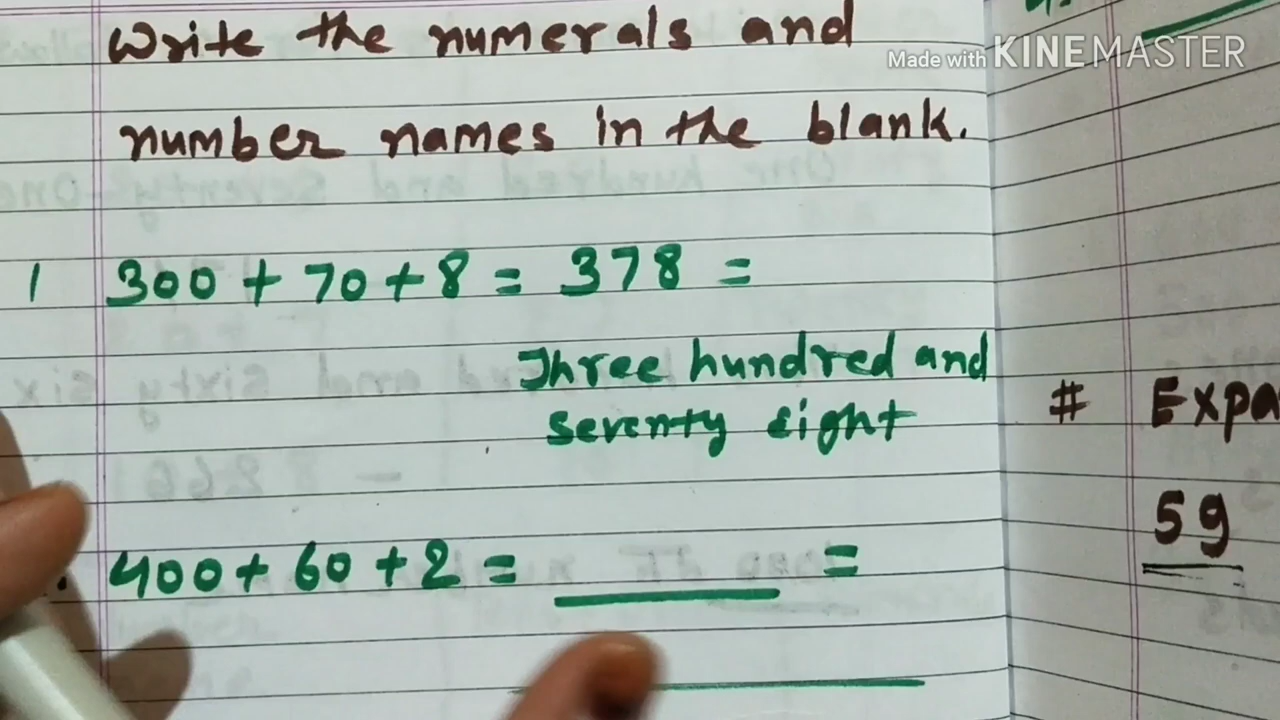 Write the numerals and
Made with KINEMASTER
number names in the blank.
1 300 + 70 + 8 = 378 =
Three hundred and
seventy eight
# Expa
59
400 + 60 + 2 = ________ =